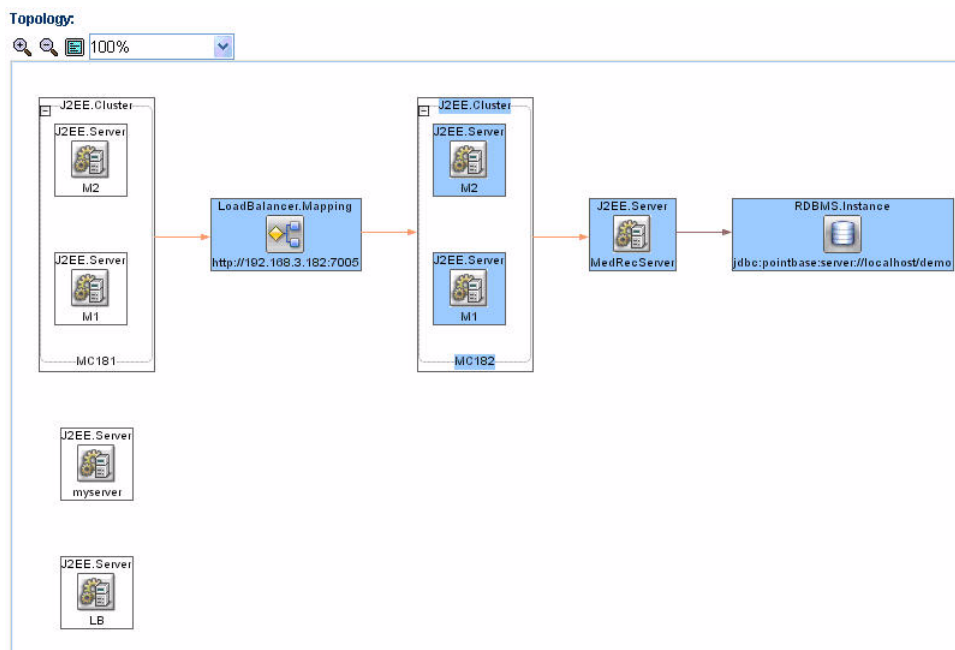 Topology:
100%
J2EE.Cluster
J2EE.Server
M2
J2EE.Server
M1
MC181
LoadBalancer.Mapping
http://192.168.3.182:7005
J2EE.Cluster
J2EE.Server
M2
J2EE.Server
M1
MC182
J2EE.Server
MedRecServer
RDBMS.Instance
jdbc:pointbase:server://localhost/demo
J2EE.Server
myserver
J2EE.Server
LB